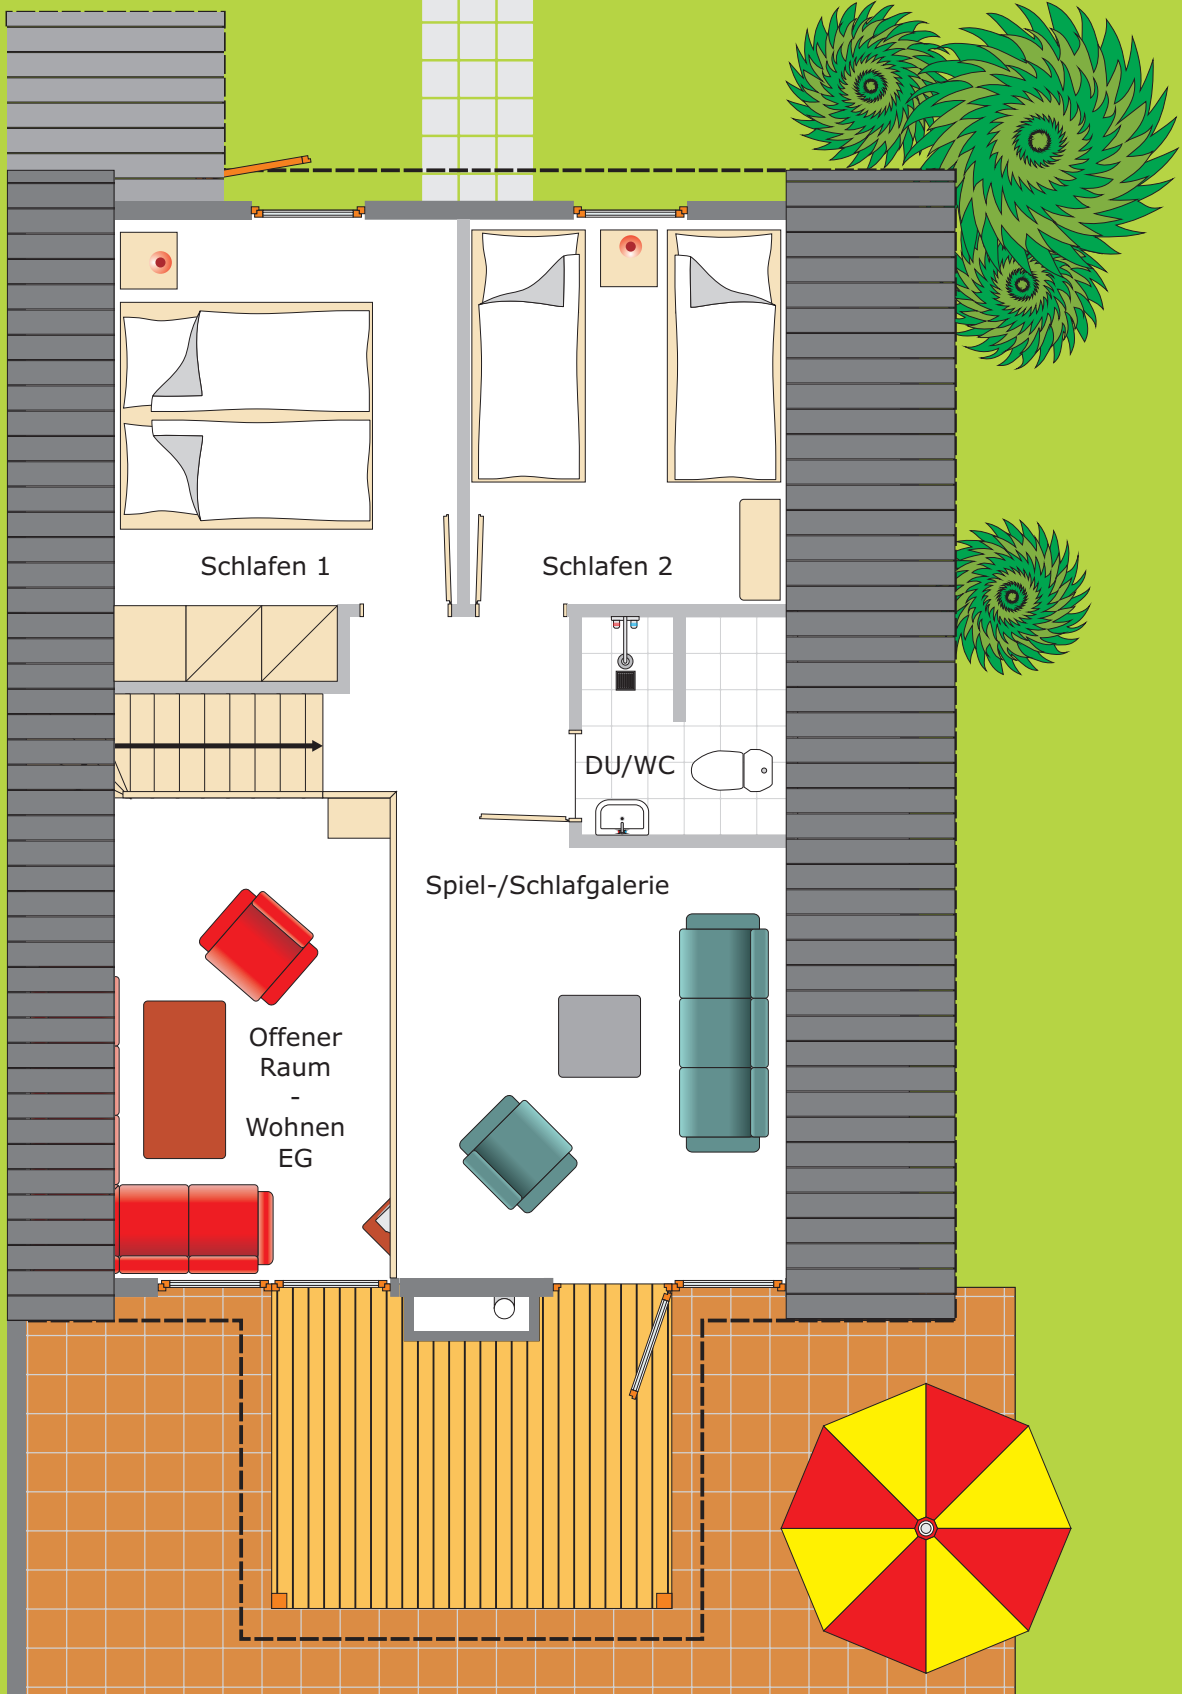 Schlafen 1
Schlafen 2
DU/WC
Spiel-/Schlafgalerie
Offener
Raum
-
Wohnen
EG